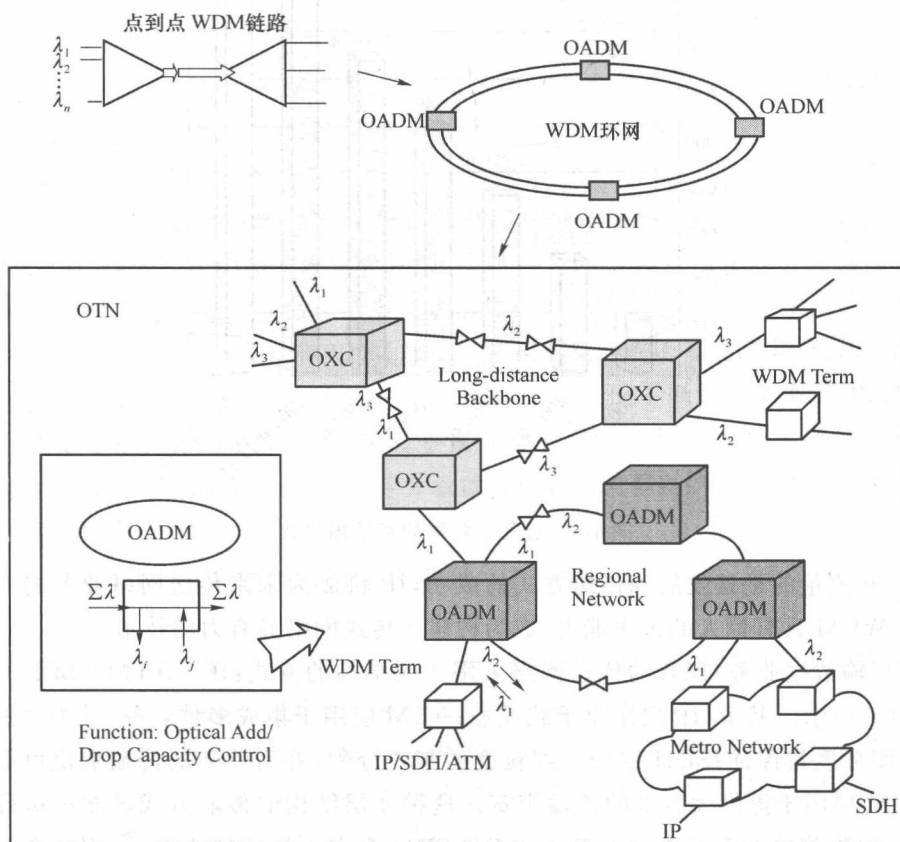 点到点 WDM链路
λ1
λ2
λn
OADM
OADM
OADM
WDM环网
OADM
OTN
λ1
λ2
λ3
OXC
λ2
Long-distance
Backbone
λ3
λ1
OXC
λ3
WDM Term
λ2
OXC
λ3
OADM
λ1
λ1
λ2
OADM
Regional
Network
OADM
OADM
Σλ
Σλ
λj
λj
WDM Term
λ2
λ1
λ1
λ2
Function: Optical Add/
Drop Capacity Control
IP/SDH/ATM
Metro Network
IP
SDH